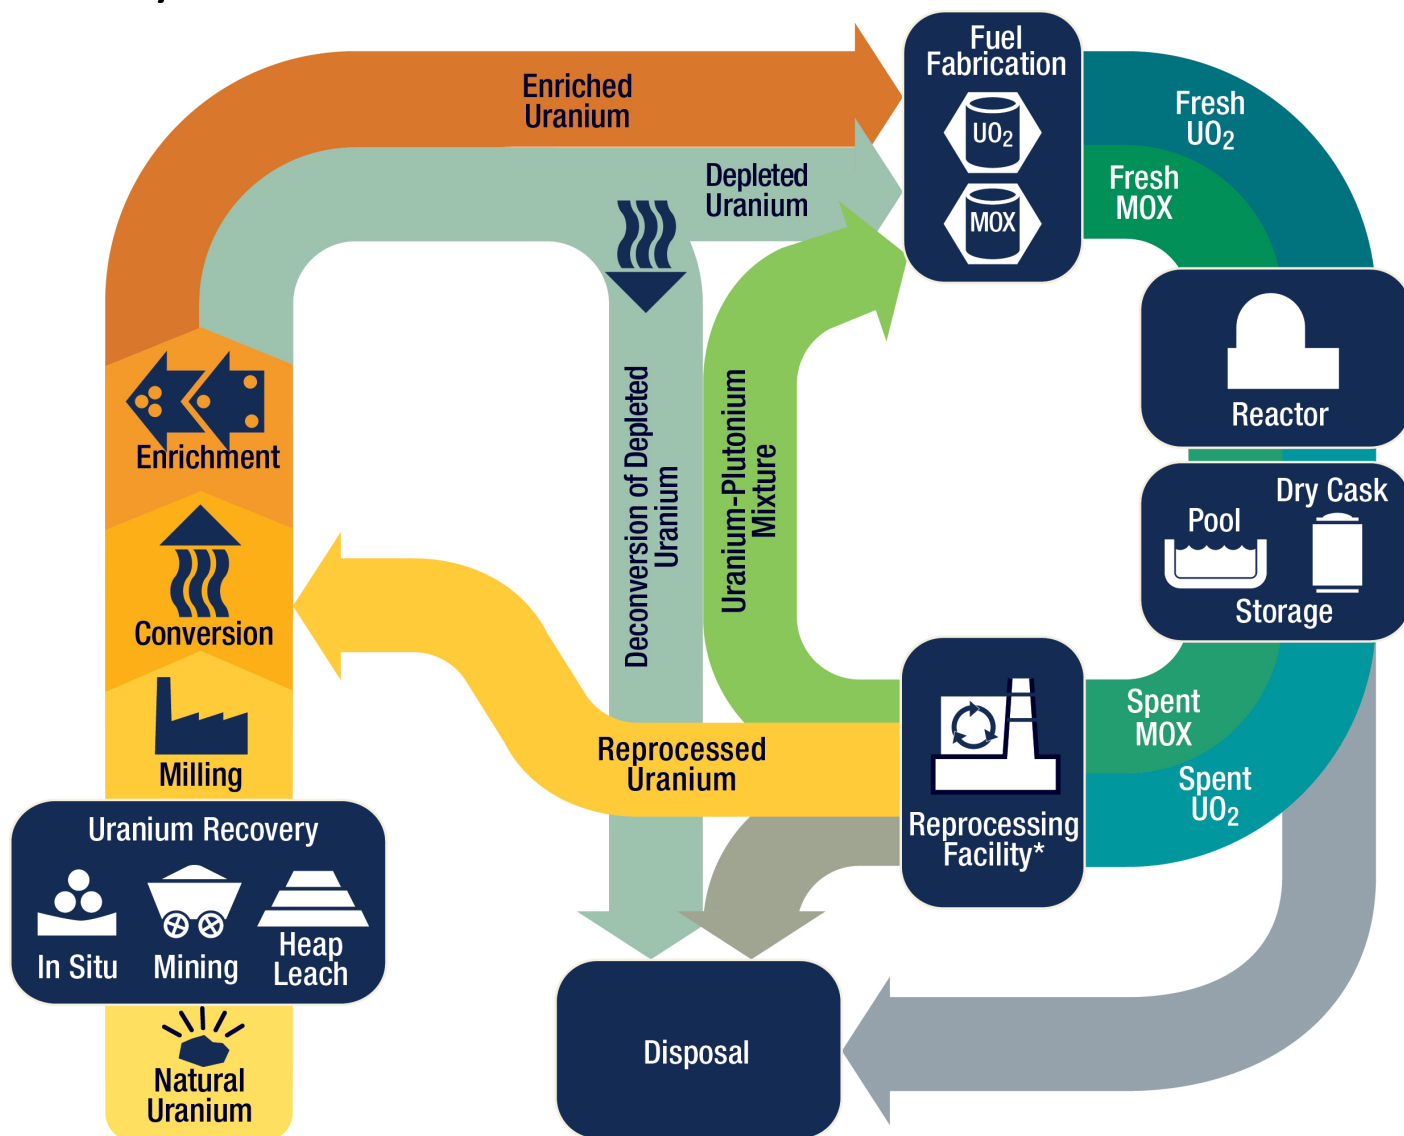 Fuel
Fabrication
UO2
MOX
Enriched
Uranium
Depleted
Uranium
Fresh
UO2
Fresh
MOX
Reactor
Enrichment
Deconversion of Depleted
Uranium
Uranium-Plutonium
Mixture
Dry Cask
Pool
Storage
Conversion
Milling
Reprocessed
Uranium
Reprocessing
Facility*
Spent
MOX
Spent
UO2
Uranium Recovery
In Situ
Mining
Heap
Leach
Natural
Uranium
Disposal